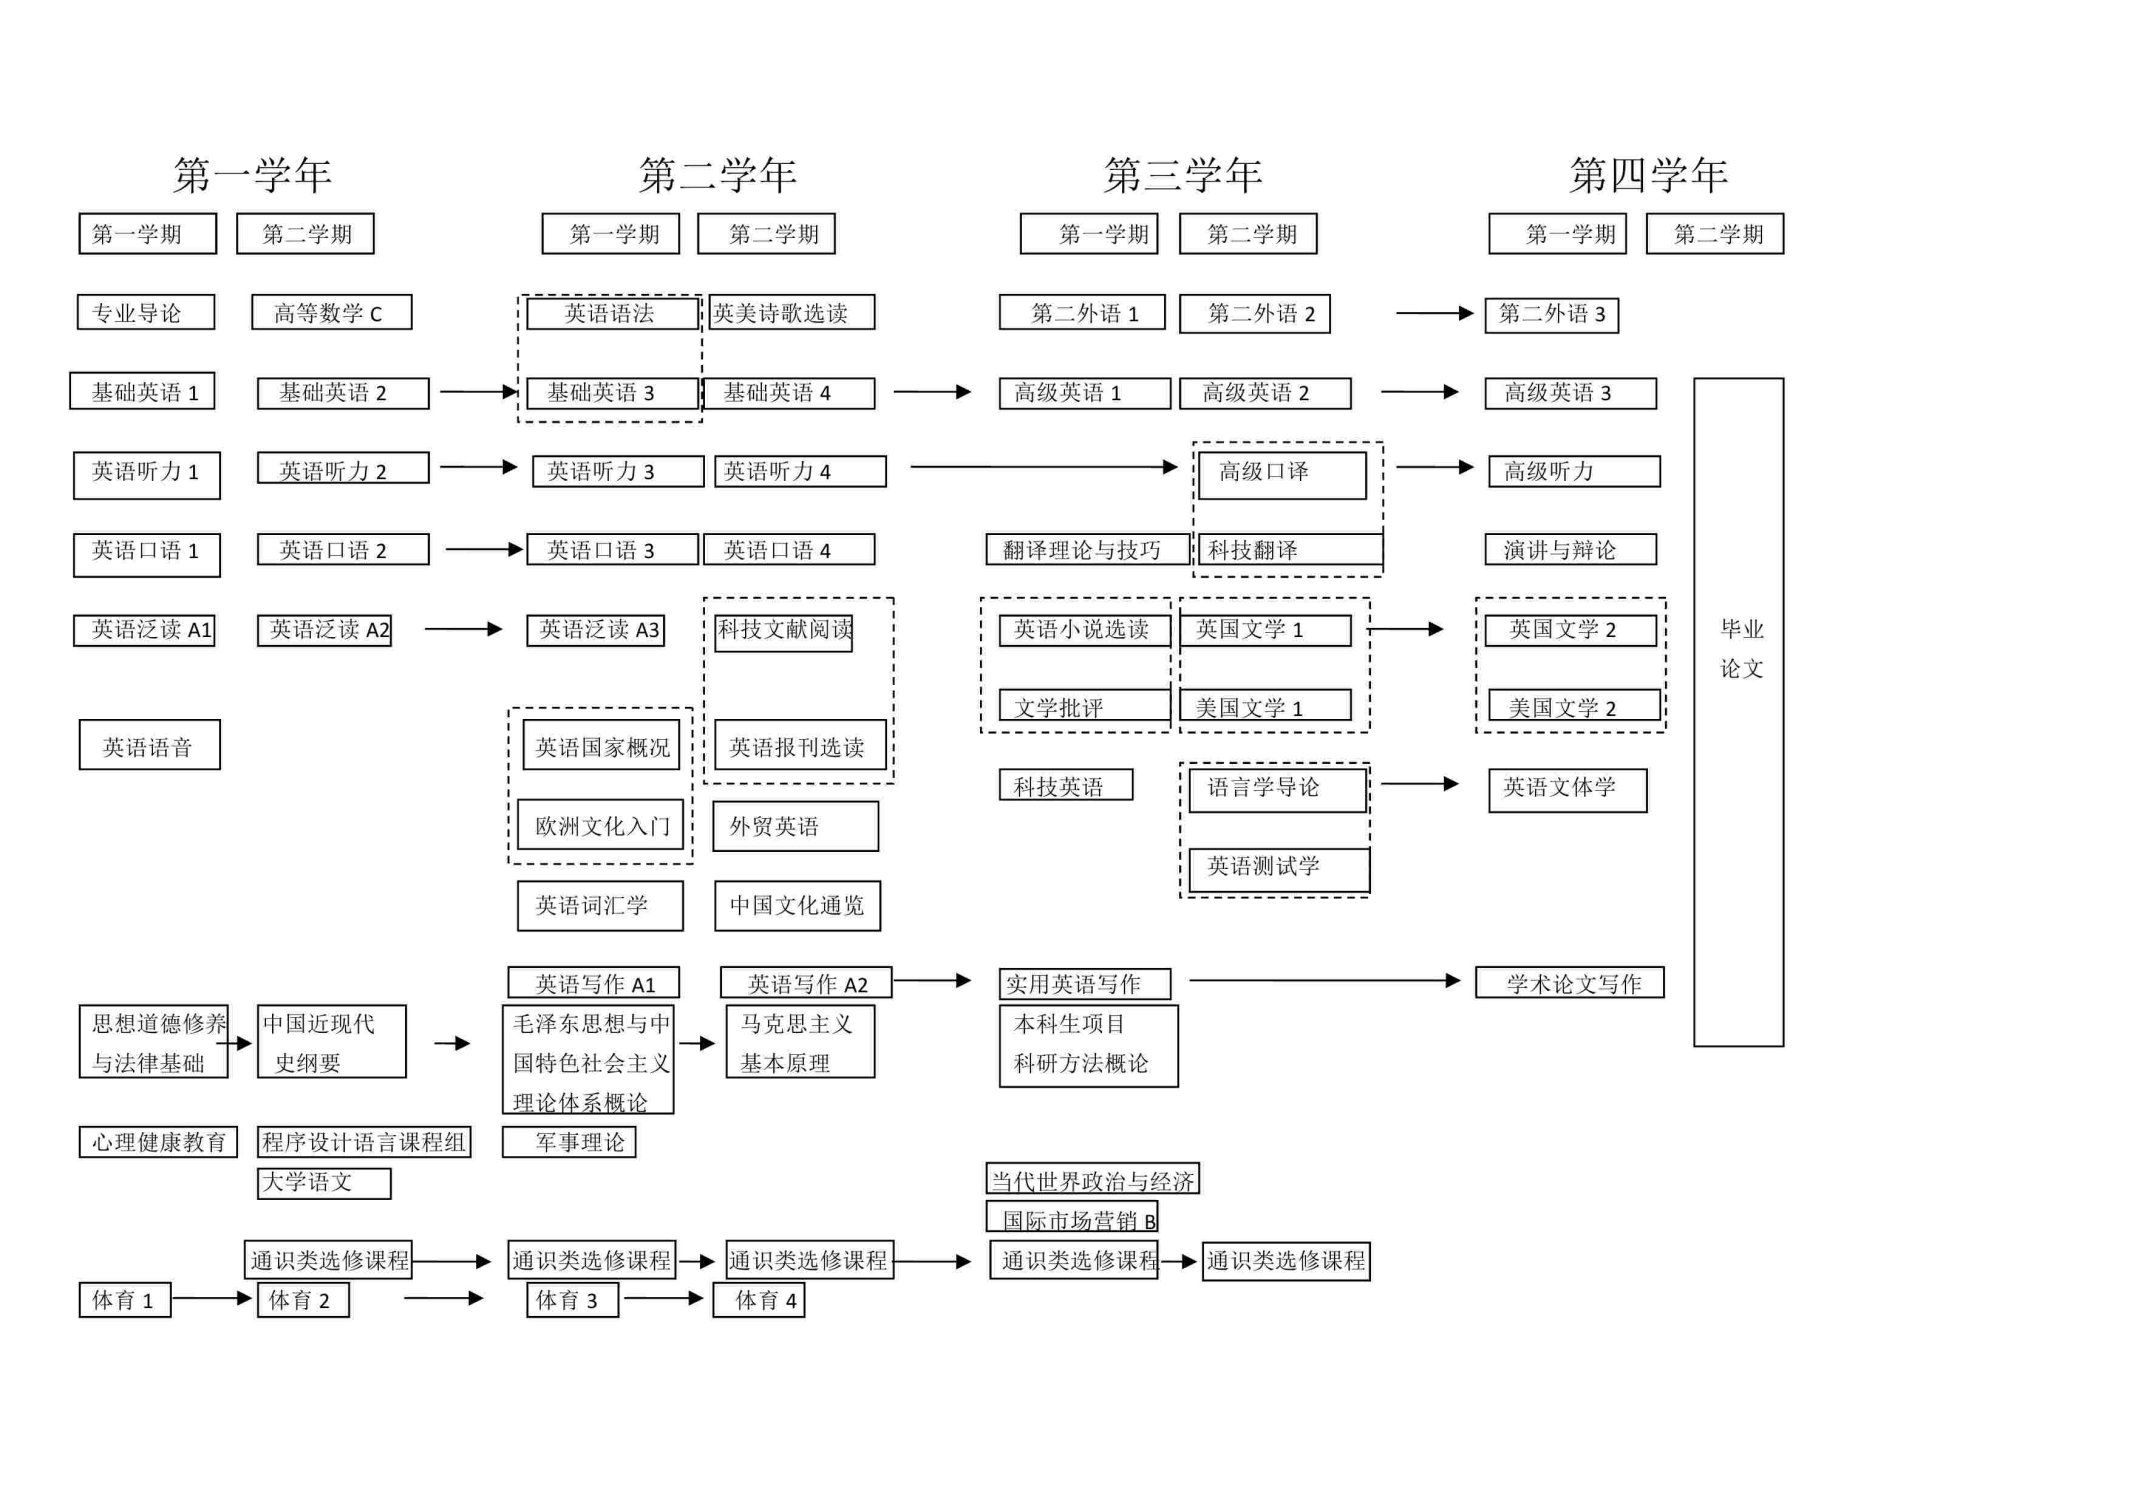 第一学年 第二学年 第三学年 第四学年
第一学期 第二学期 第一学期 第二学期 第一学期 第二学期 第一学期 第二学期
专业导论 高等数学 C 英语语法 英美诗歌选读 第二外语 1 第二外语 2 第二外语 3
基础英语 1 基础英语 2 基础英语 3 基础英语 4 高级英语 1 高级英语 2 高级英语 3
英语听力 1 英语听力 2 英语听力 3 英语听力 4 高级口译 高级听力
英语口语 1 英语口语 2 英语口语 3 英语口语 4 翻译理论与技巧 科技翻译 演讲与辩论
英语泛读 A1 英语泛读 A2 英语泛读 A3 科技文献阅读 英语小说选读 英国文学 1 英国文学 2 毕业
论文
文学批评 美国文学 1 美国文学 2
英语语音 英语国家概况 英语报刊选读
科技英语 语言学导论 英语文体学
欧洲文化入门 外贸英语
英语测试学
英语词汇学 中国文化通览
英语写作 A1 英语写作 A2 实用英语写作 学术论文写作
思想道德修养 中国近现代 毛泽东思想与中 马克思主义 本科生项目
与法律基础 史纲要 国特色社会主义 基本原理 科研方法概论
理论体系概论
心理健康教育 程序设计语言课程组 军事理论
大学语文 当代世界政治与经济
国际市场营销 B
通识类选修课程 通识类选修课程 通识类选修课程 通识类选修课程 通识类选修课程
体育 1 体育 2 体育 3 体育 4